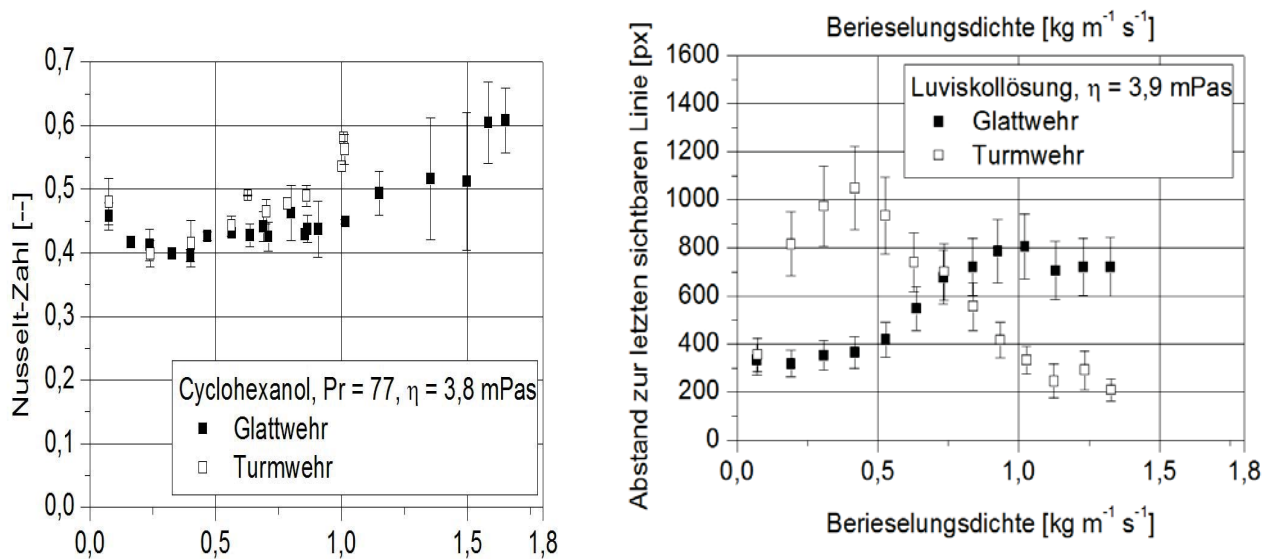 Nusselt-Zahl [--]
0,7
0,6
0,5
0,4
0,3
0,2
0,1
0,0
Cyclohexanol, Pr = 77, η = 3,8 mPas
Glattwehr
Turmwehr
0,0
0,5
1,0
1,5
1,8
Berieselungsdichte [kg m⁻¹ s⁻¹]
Abstand zur letzten sichtbaren Linie [px]
1600
1400
1200
1000
800
600
400
200
0
Luviskollösung, η = 3,9 mPas
Glattwehr
Turmwehr
0,0
0,5
1,0
1,5
1,8
Berieselungsdichte [kg m⁻¹ s⁻¹]